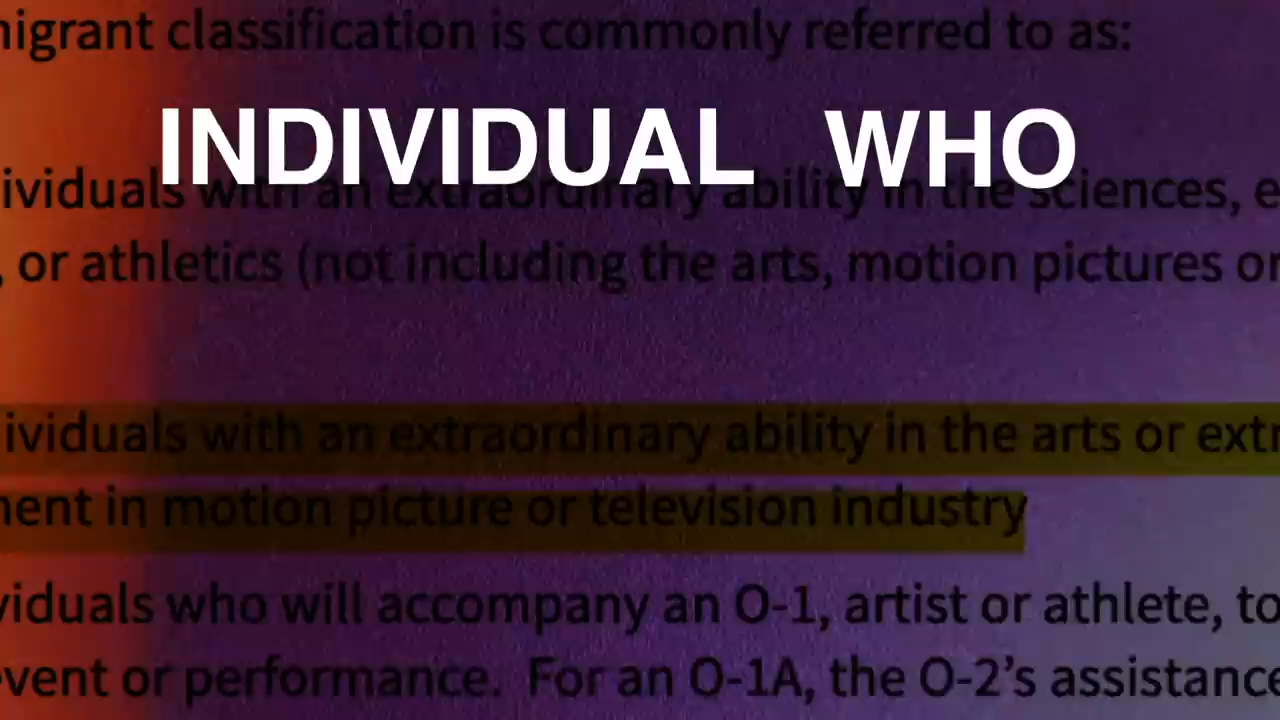 migrant classification is commonly referred to as:
INDIVIDUAL WHO
ividuals with an extraordinary ability in the sciences, e
, or athletics (not including the arts, motion pictures or
ividuals with an extraordinary ability in the arts or extr
ment in motion picture or television industry
viduals who will accompany an O-1, artist or athlete, to
event or performance. For an O-1A, the O-2’s assistance